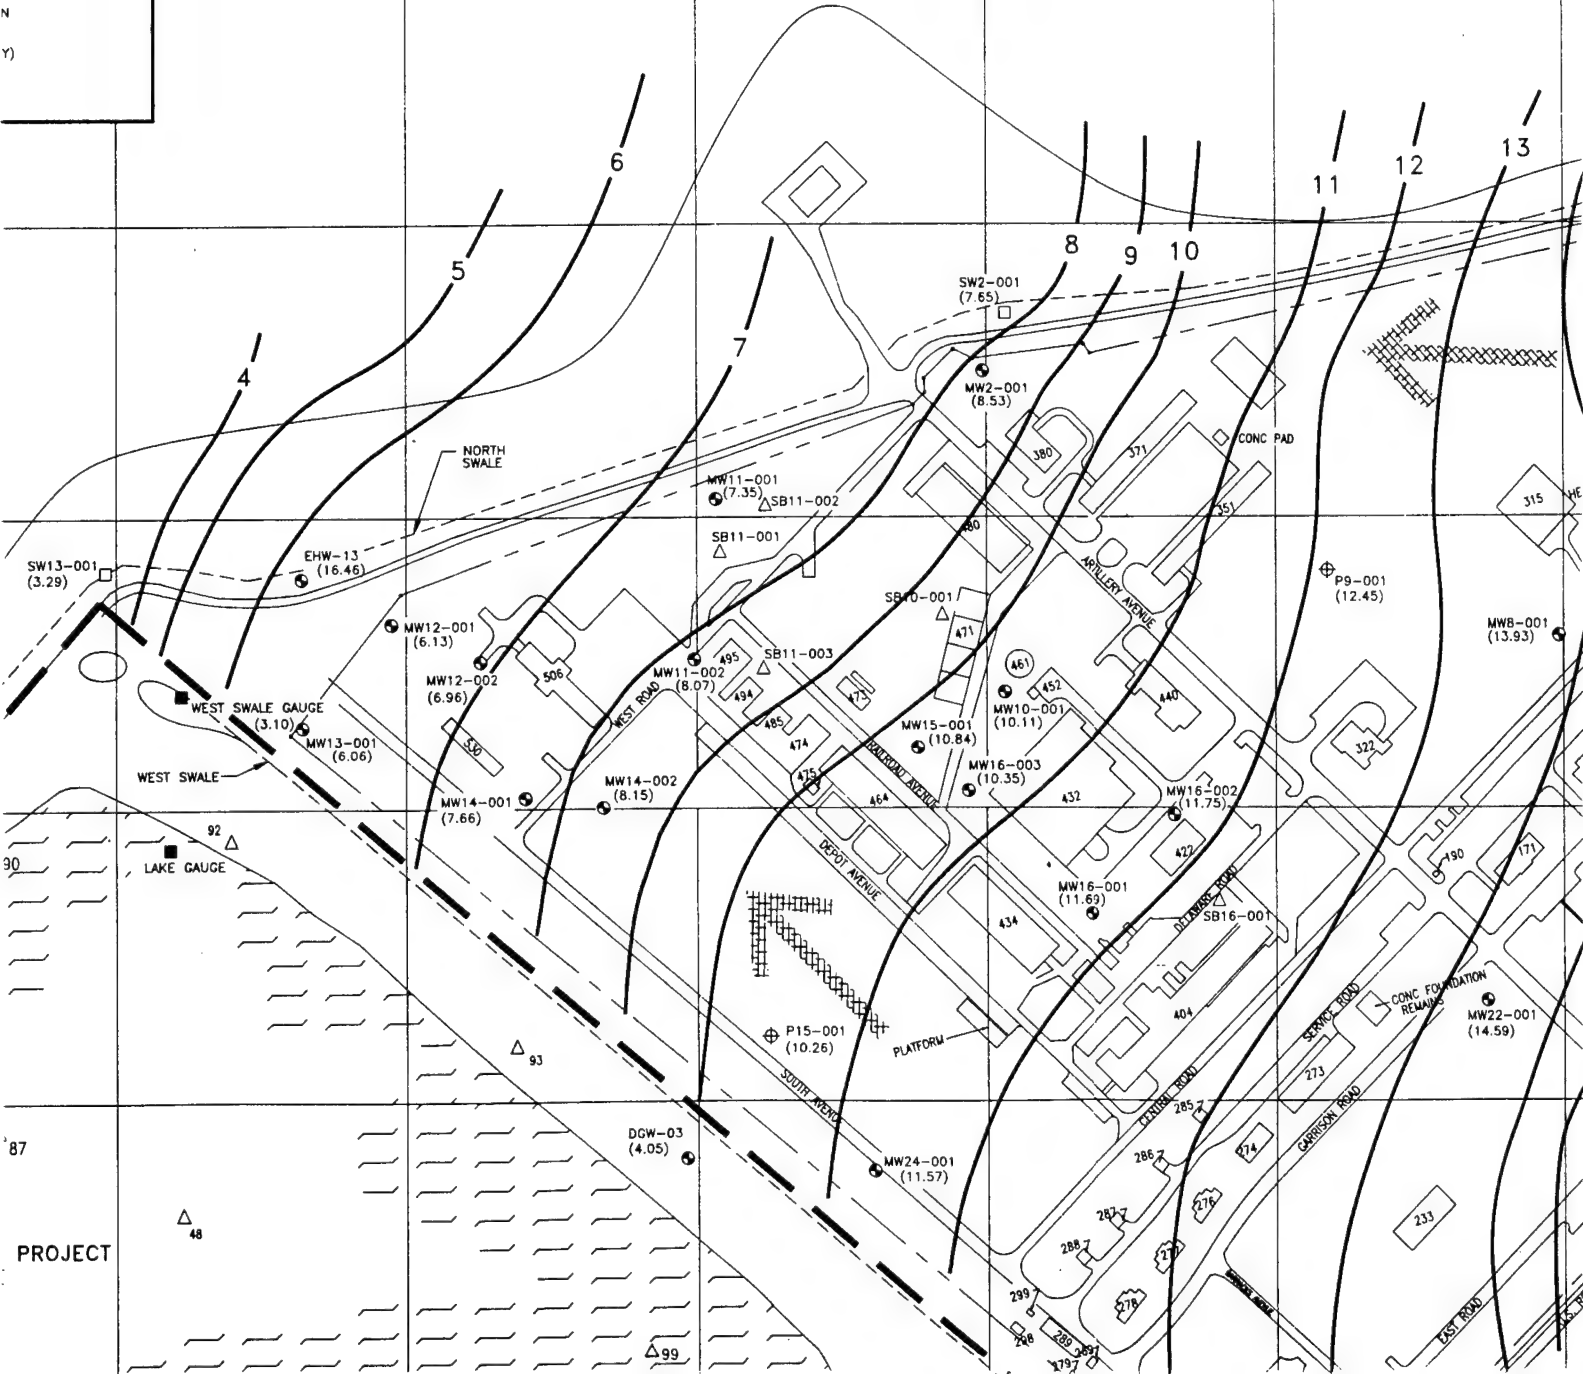 N
Y)
6
13
12
11
8
9
10
5
SW2-001
(7.65)
7
4
MW2-001
(8.53)
CONC PAD
380
371
NORTH
SWALE
MW11-001
(7.35)
SB11-002
351
315
HE
480
SB11-001
EHW-13
(16.46)
SW13-001
(3.29)
ARTILLERY AVENUE
P9-001
(12.45)
SB10-001
MW12-001
(6.13)
471
MW8-001
(13.93)
495
SB11-003
461
MW12-002
(6.96)
506
MW11-002
(8.07)
452
440
494
473
WEST SWALE GAUGE
(3.10)
WEST ROAD
MW10-001
(10.11)
485
MW13-001
(6.06)
530
474
MW15-001
(10.84)
322
WEST SWALE
475
RAILROAD AVENUE
MW16-003
(10.35)
MW14-002
(8.15)
MW14-001
(7.66)
464
432
MW16-002
(11.75)
92
LAKE GAUGE
90
DEPOT AVENUE
422
190
171
MW16-001
(11.69)
DELAWARE ROAD
SB16-001
434
CONC FOUNDATION
REMAINS
MW22-001
(14.59)
404
SERVICE ROAD
P15-001
(10.26)
PLATFORM
93
273
SOUTH AVENUE
CENTRAL ROAD
285
GARRISON ROAD
87
DGW-03
(4.05)
286
274
MW24-001
(11.57)
276
287
233
48
PROJECT
288
277
299
278
EAST ROAD
298
289
99
279